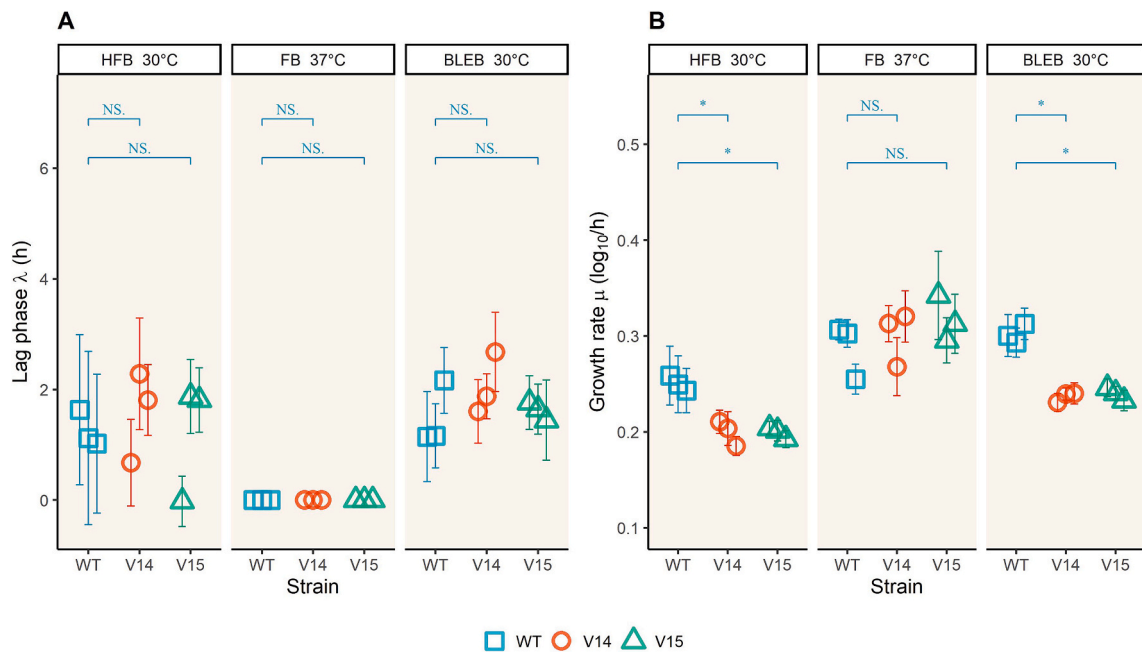 A
B
HFB 30°C
FB 37°C
BLEB 30°C
HFB 30°C
FB 37°C
BLEB 30°C
NS.
NS.
NS.
NS.
NS.
NS.
*
*
NS.
NS.
*
*
Lag phase λ (h)
6
4
2
0
Growth rate μ (log₁₀/h)
0.5
0.4
0.3
0.2
0.1
WT V14 V15
WT V14 V15
WT V14 V15
WT V14 V15
WT V14 V15
WT V14 V15
Strain
Strain
WT V14 V15